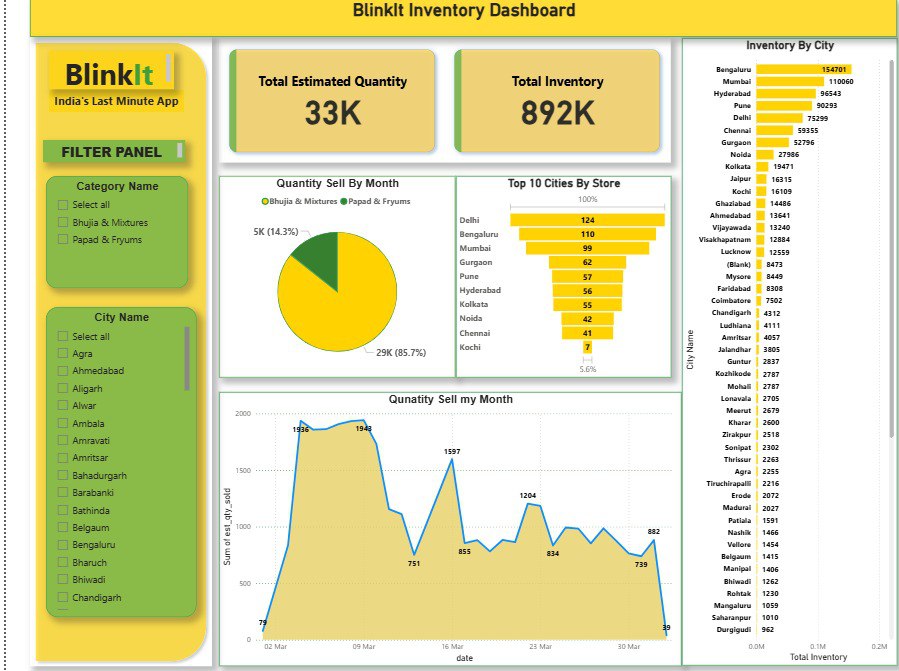 BlinkIt Inventory Dashboard
BlinkIt
India's Last Minute App
FILTER PANEL
Category Name
Select all
Bhujia & Mixtures
Papad & Fryums
City Name
Select all
Agra
Ahmedabad
Aligarh
Alwar
Ambala
Amravati
Amritsar
Bahadurgarh
Barabanki
Bathinda
Belgaum
Bengaluru
Bharuch
Bhiwadi
Chandigarh
Total Estimated Quantity
33K
Total Inventory
892K
Quantity Sell By Month
Bhujia & Mixtures Papad & Fryums
5K (14.3%)
29K (85.7%)
Top 10 Cities By Store
100%
Delhi 124
Bengaluru 110
Mumbai 99
Gurgaon 62
Pune 57
Hyderabad 56
Kolkata 55
Noida 42
Chennai 41
Kochi 7
5.6%
Qunatity Sell my Month
Sum of est_qty_sold
2000
1500
1000
500
0
79
1936
1943
751
1597
855
1204
834
739
882
39
02 Mar 09 Mar 16 Mar 23 Mar 30 Mar
date
Inventory By City
City Name
Bengaluru 154701
Mumbai 110060
Hyderabad 96543
Pune 90293
Delhi 75299
Chennai 59355
Gurgaon 52796
Noida 27986
Kolkata 19471
Jaipur 16315
Kochi 16109
Ghaziabad 14486
Ahmedabad 13641
Vijayawada 13240
Visakhapatnam 12884
Lucknow 12559
(Blank) 8473
Mysore 8449
Faridabad 8308
Coimbatore 7502
Chandigarh 4312
Ludhiana 4111
Amritsar 4057
Jalandhar 3805
Guntur 2837
Kozhikode 2787
Mohali 2787
Lonavala 2705
Meerut 2679
Kharar 2600
Zirakpur 2518
Sonipat 2302
Thrissur 2263
Agra 2255
Tiruchirapalli 2216
Erode 2072
Madurai 2027
Patiala 1591
Nashik 1466
Vellore 1454
Belgaum 1415
Manipal 1406
Bhiwadi 1262
Rohtak 1230
Mangaluru 1059
Saharanpur 1010
Durgigudi 962
0.0M 0.1M 0.2M
Total Inventory